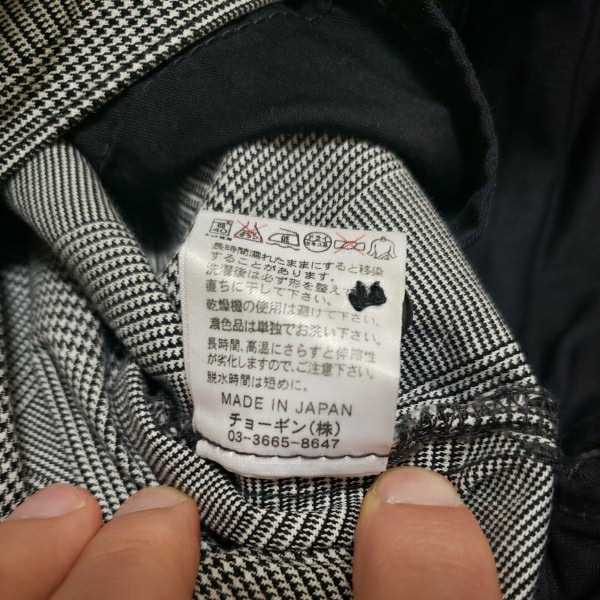 長時間濡れたままにすると移染
することがあります。
洗濯後は必ず形を整えて
直ちに干して下さい。
乾燥機の使用は避けて下さい。
濃色品は単独でお洗い下さい。
長時間、高温にさらすと伸縮性
が劣化しますので、ご注意下さい。
脱水時間は短めに。
MADE IN JAPAN
チョーギン(株)
03-3665-8647